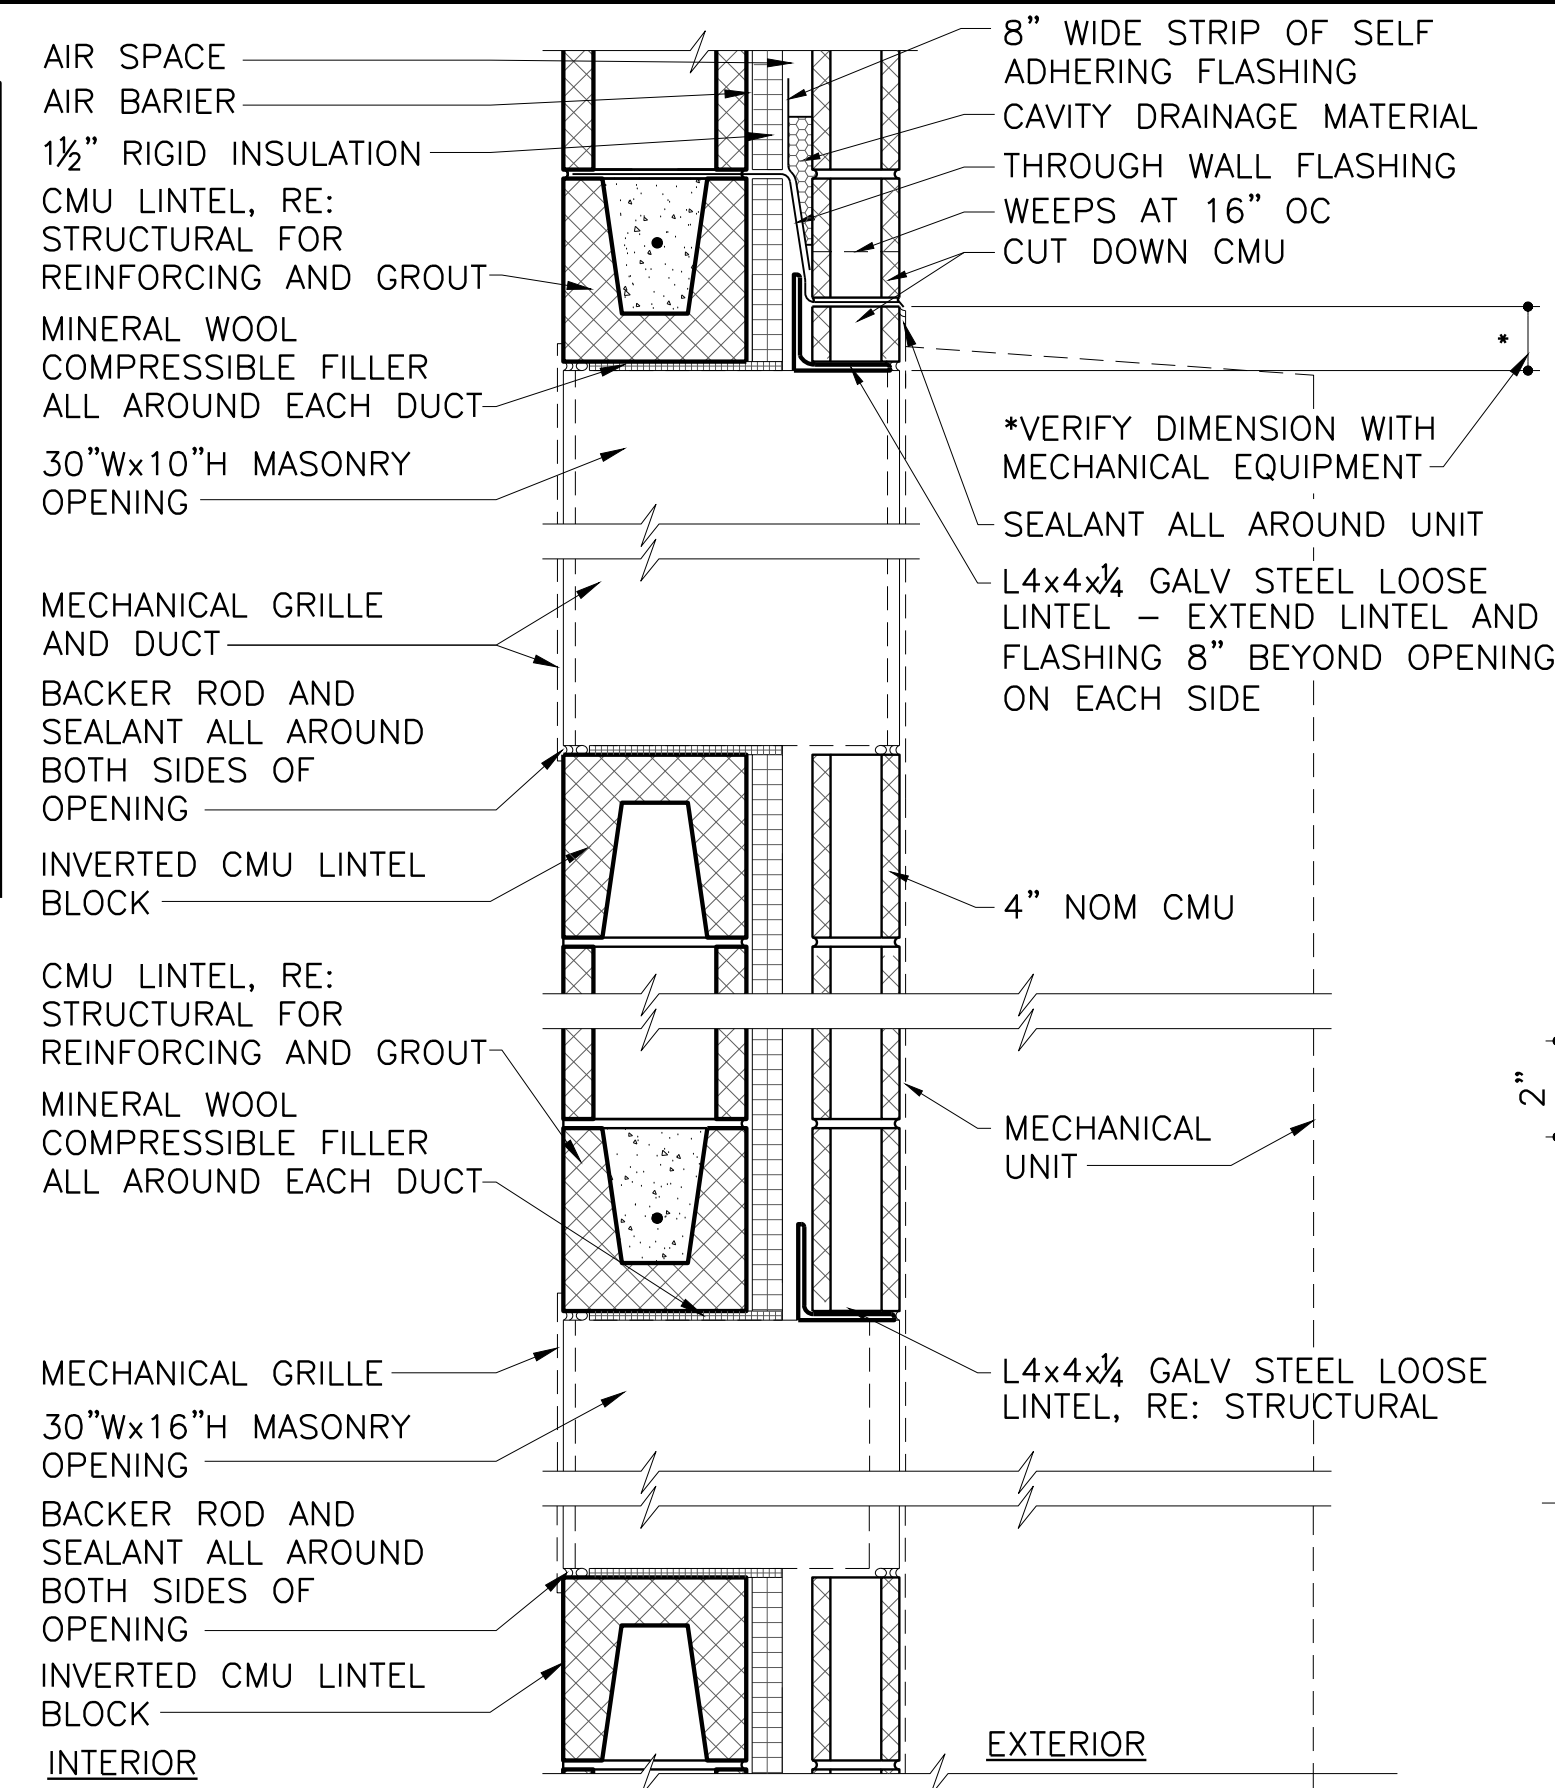 AIR SPACE
AIR BARIER
1½” RIGID INSULATION
CMU LINTEL, RE:
STRUCTURAL FOR
REINFORCING AND GROUT
MINERAL WOOL
COMPRESSIBLE FILLER
ALL AROUND EACH DUCT
30”Wx10”H MASONRY
OPENING
MECHANICAL GRILLE
AND DUCT
BACKER ROD AND
SEALANT ALL AROUND
BOTH SIDES OF
OPENING
INVERTED CMU LINTEL
BLOCK
CMU LINTEL, RE:
STRUCTURAL FOR
REINFORCING AND GROUT
MINERAL WOOL
COMPRESSIBLE FILLER
ALL AROUND EACH DUCT
MECHANICAL GRILLE
30”Wx16”H MASONRY
OPENING
BACKER ROD AND
SEALANT ALL AROUND
BOTH SIDES OF
OPENING
INVERTED CMU LINTEL
BLOCK
INTERIOR
8” WIDE STRIP OF SELF
ADHERING FLASHING
CAVITY DRAINAGE MATERIAL
THROUGH WALL FLASHING
WEEPS AT 16” OC
CUT DOWN CMU
*
*VERIFY DIMENSION WITH
MECHANICAL EQUIPMENT
SEALANT ALL AROUND UNIT
L4x4x¼ GALV STEEL LOOSE
LINTEL – EXTEND LINTEL AND
FLASHING 8” BEYOND OPENING
ON EACH SIDE
4” NOM CMU
2”
MECHANICAL
UNIT
L4x4x¼ GALV STEEL LOOSE
LINTEL, RE: STRUCTURAL
EXTERIOR